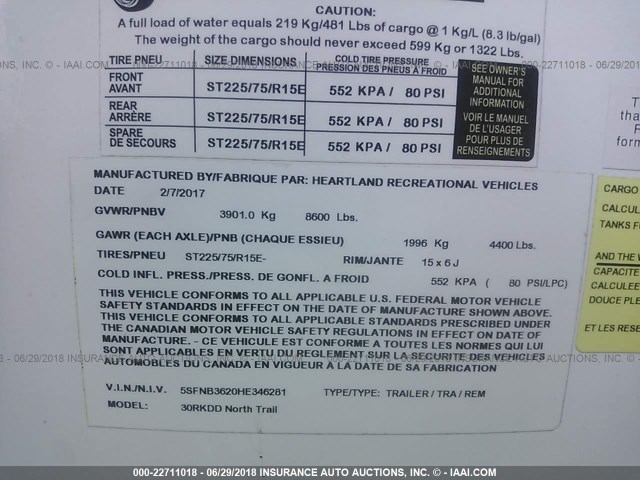 CAUTION:
A full load of water equals 219 Kg/481 Lbs of cargo @ 1 Kg/L (8.3 lb/gal)
The weight of the cargo should never exceed 599 Kg or 1322 Lbs.
TIRE PNEU SIZE DIMENSIONS COLD TIRE PRESSURE
PRESSION DES PNEUS À FROID
FRONT
AVANT ST225/75/R15E 552 KPA / 80 PSI
REAR
ARRÈRE ST225/75/R15E 552 KPA / 80 PSI
SPARE
DE SECOURS ST225/75/R15E 552 KPA / 80 PSI
SEE OWNER'S
MANUAL FOR
ADDITIONAL
INFORMATION
VOIR LE MANUEL
DE L'USAGER
POUR PLUS DE
RENSEIGNEMENTS
MANUFACTURED BY/FABRIQUE PAR: HEARTLAND RECREATIONAL VEHICLES
DATE 2/7/2017
GVWR/PNBV 3901.0 Kg 8600 Lbs.
GAWR (EACH AXLE)/PNB (CHAQUE ESSIEU) 1996 Kg 4400 Lbs.
TIRES/PNEU ST225/75/R15E- RIM/JANTE 15 x 6 J
COLD INFL. PRESS./PRESS. DE GONFL. A FROID 552 KPA ( 80 PSI/LPC)
THIS VEHICLE CONFORMS TO ALL APPLICABLE U.S. FEDERAL MOTOR VEHICLE
SAFETY STANDARDS IN EFFECT ON THE DATE OF MANUFACTURE SHOWN ABOVE.
THIS VEHICLE CONFORMS TO ALL APPLICABLE STANDARDS PRESCRIBED UNDER
THE CANADIAN MOTOR VEHICLE SAFETY REGULATIONS IN EFFECT ON DATE OF
MANUFACTURE. - CE VEHICULE EST CONFORME A TOUTES LES NORMES QUI LUI
SONT APPLICABLES EN VERTU DU REGLEMENT SUR LA SECURITE DES VEHICLES
AUTOMOBILES DU CANADA EN VIGUEUR À LA DATE DE SA FABRICATION
V.I.N./N.I.V. 5SFNB3620HE346281 TYPE/TYPE: TRAILER / TRA / REM
MODEL: 30RKDD North Trail
tha
form
CARGO
CALCUL
TANKS FU
AND THE W
CAPACITE
CALCULEE
DOUCE PLE
ET LES RESE
000-22711018 - 06/29/2018 INSURANCE AUTO AUCTIONS, INC. - © IAAI.COM